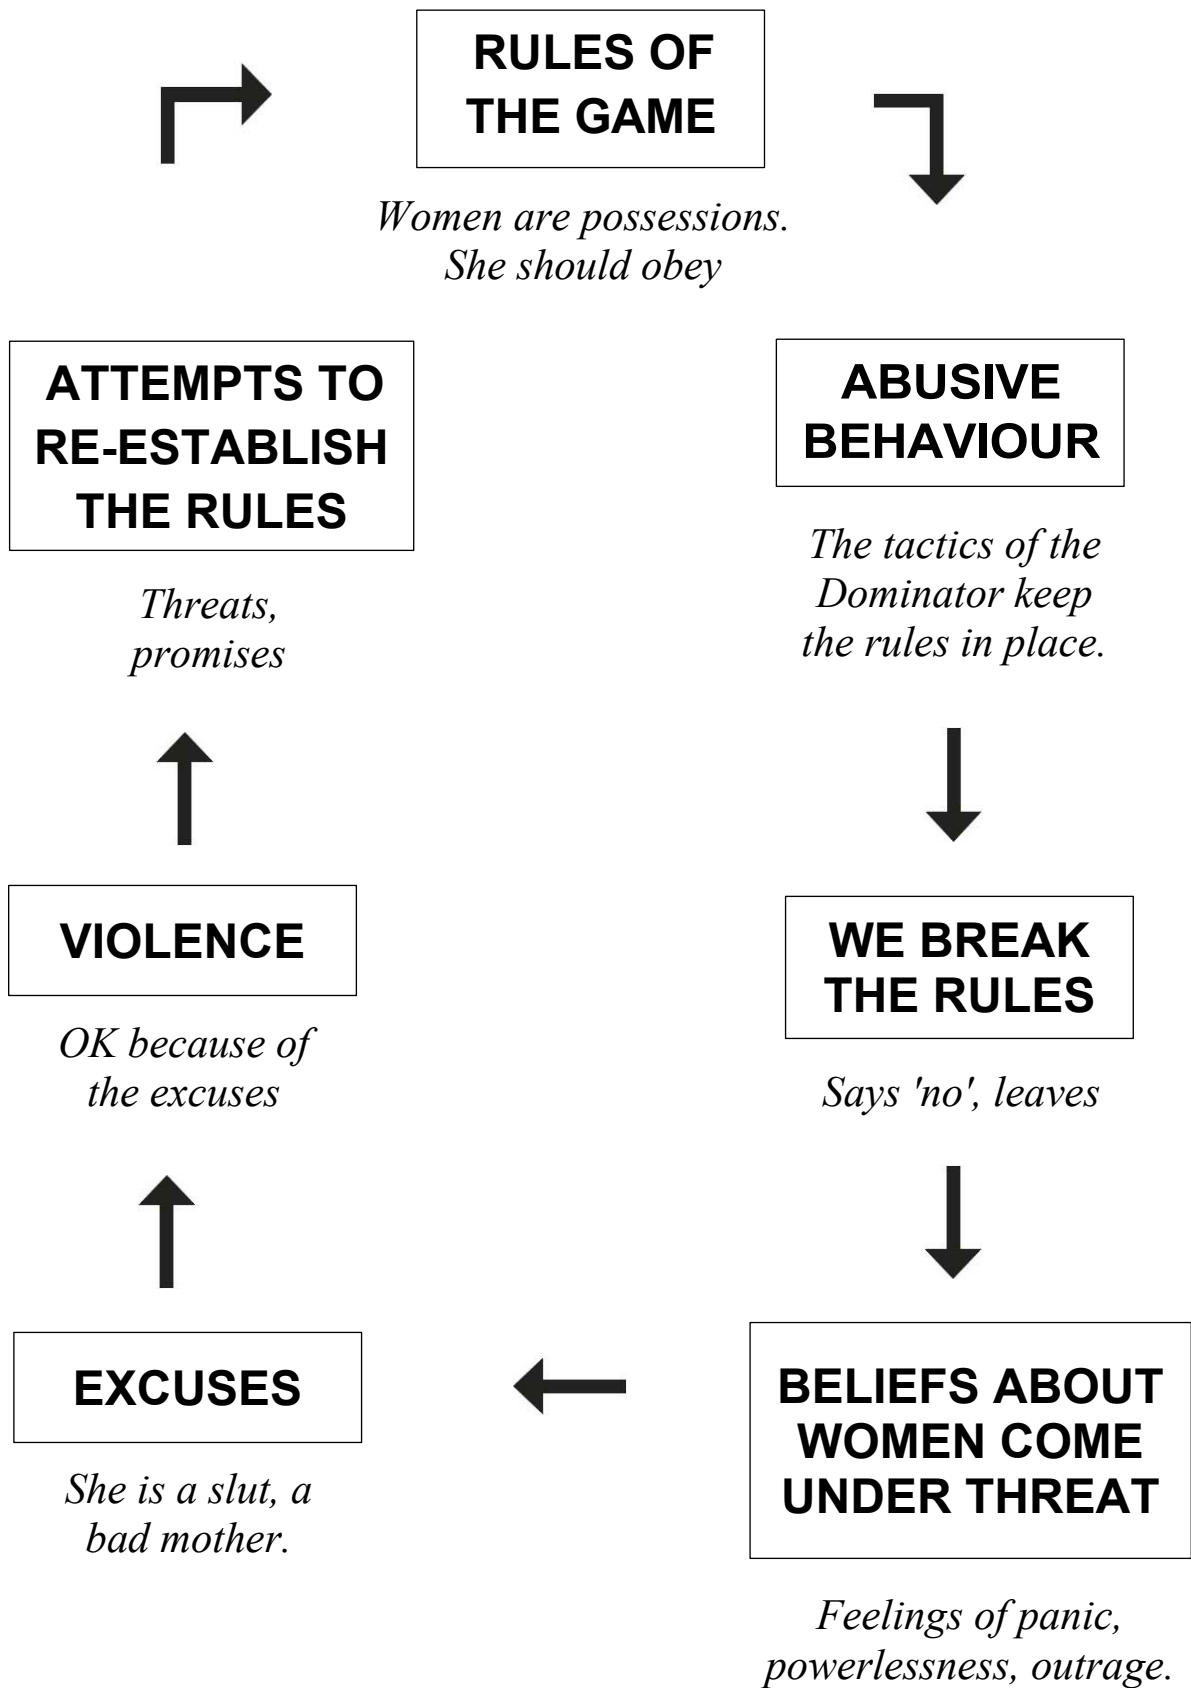 RULES OF
THE GAME
Women are possessions.
She should obey
ABUSIVE
BEHAVIOUR
The tactics of the
Dominator keep
the rules in place.
WE BREAK
THE RULES
Says 'no', leaves
BELIEFS ABOUT
WOMEN COME
UNDER THREAT
Feelings of panic,
powerlessness, outrage.
EXCUSES
She is a slut, a
bad mother.
VIOLENCE
OK because of
the excuses
ATTEMPTS TO
RE-ESTABLISH
THE RULES
Threats,
promises